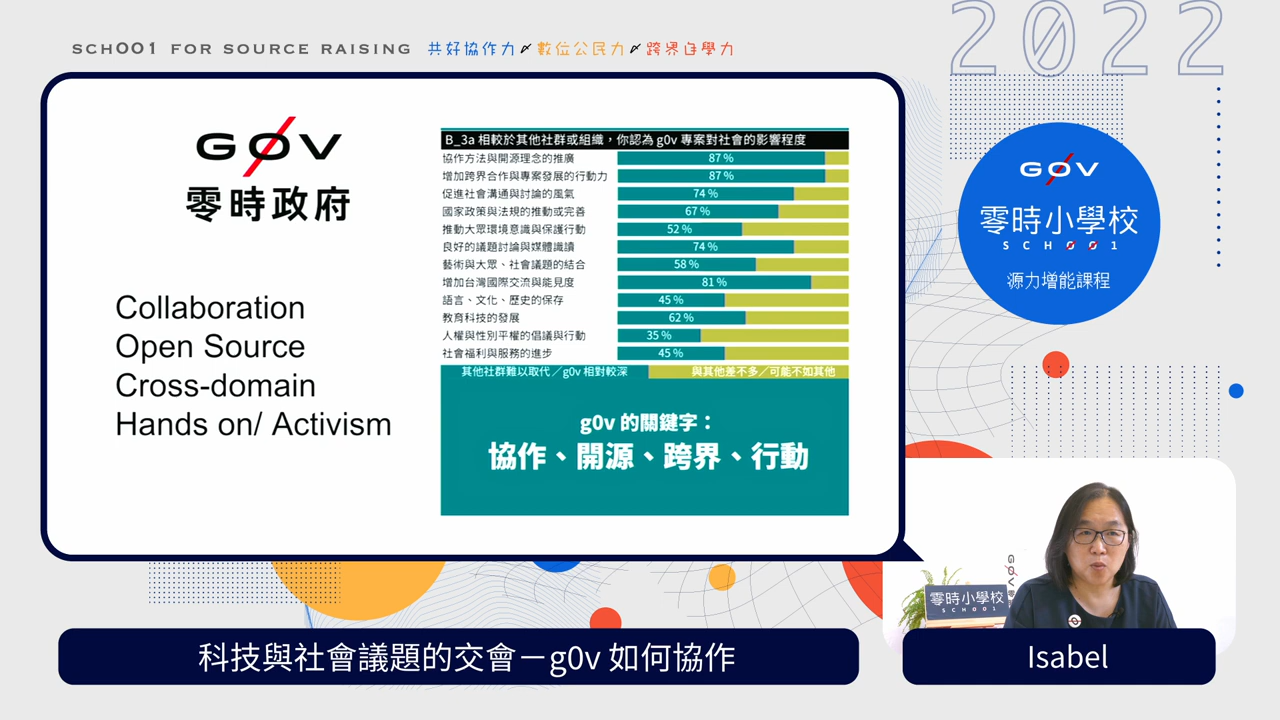 SCH001 FOR SOURCE RAISING 共好協作力 數位公民力 跨界自學力
2022
G0V
零時政府
Collaboration
Open Source
Cross-domain
Hands on/ Activism
B_3a 相較於其他社群或組織，你認為 g0v 專案對社會的影響程度
協作方法與開源理念的推廣 87 %
增加跨界合作與專案發展的行動力 87 %
促進社會溝通與討論的風氣 74 %
國家政策與法規的推動或完善 67 %
推動大眾環境意識與保護行動 52 %
良好的議題討論與媒體識讀 74 %
藝術與大眾、社會議題的結合 58 %
增加台灣國際交流與能見度 81 %
語言、文化、歷史的保存 45 %
教育科技的發展 62 %
人權與性別平權的倡議與行動 35 %
社會福利與服務的進步 45 %
其他社群難以取代／g0v 相對較深 與其他差不多／可能不如其他
g0v 的關鍵字：
協作、開源、跨界、行動
G0V
零時小學校
SCH001
源力增能課程
G0V
零時小學校
SCH001
科技與社會議題的交會－g0v 如何協作
Isabel